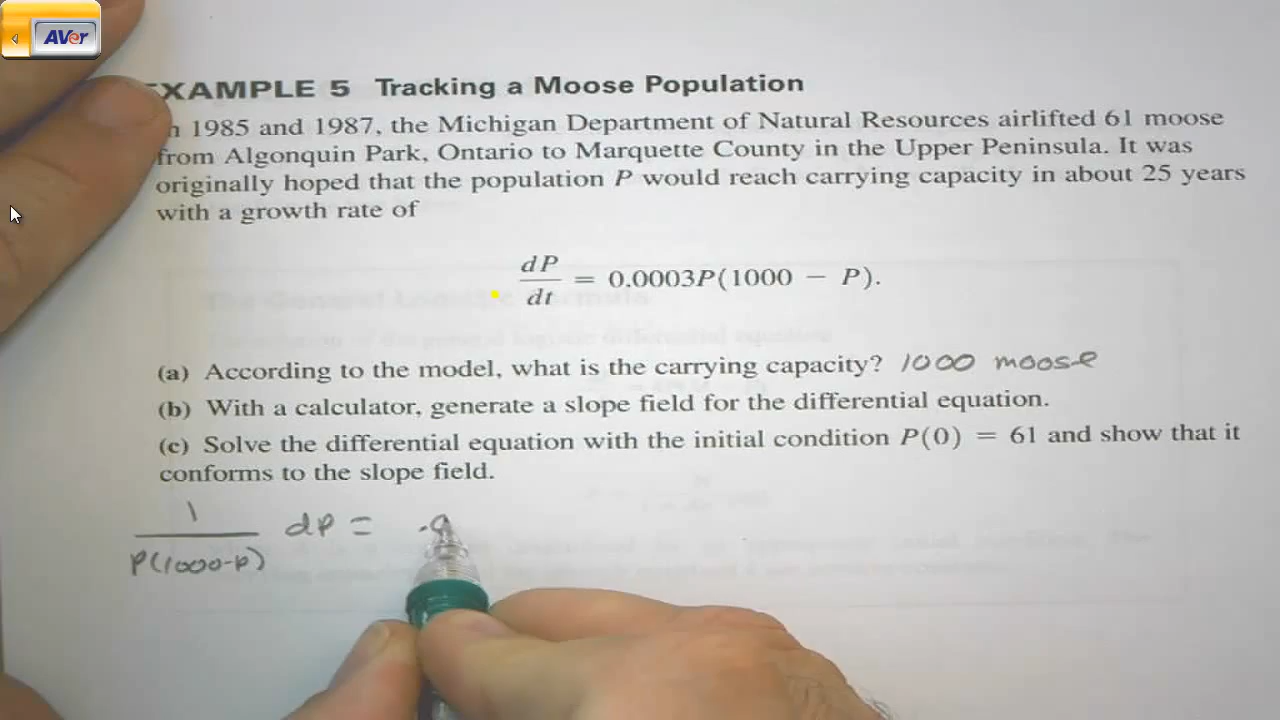 AVer
XAMPLE 5 Tracking a Moose Population
n 1985 and 1987, the Michigan Department of Natural Resources airlifted 61 moose
from Algonquin Park, Ontario to Marquette County in the Upper Peninsula. It was
originally hoped that the population P would reach carrying capacity in about 25 years
with a growth rate of
dP/dt = 0.0003P(1000 − P).
(a) According to the model, what is the carrying capacity? 1000 moose
(b) With a calculator, generate a slope field for the differential equation.
(c) Solve the differential equation with the initial condition P(0) = 61 and show that it
conforms to the slope field.
1/P(1000-P) dP =